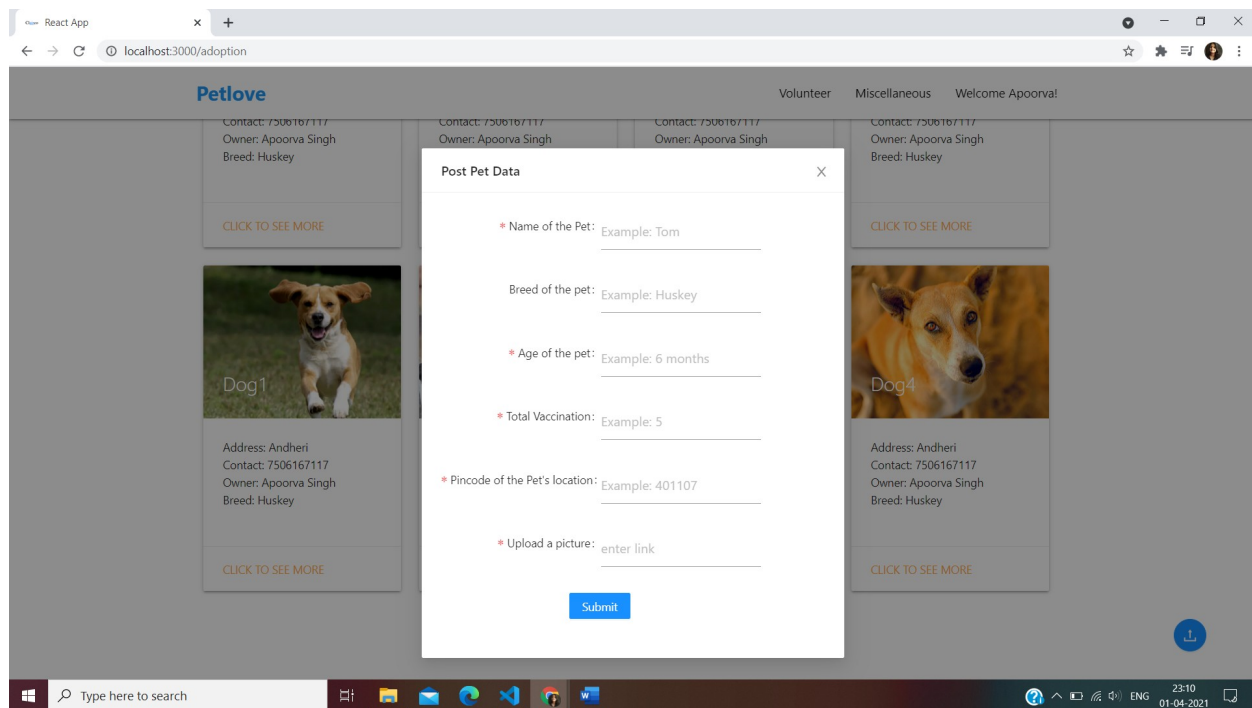 React App
localhost:3000/adoption
Petlove
Volunteer Miscellaneous Welcome Apoorva!
Contact: 7506167117 Contact: 7506167117 Contact: 7506167117 Contact: 7506167117
Owner: Apoorva Singh Owner: Apoorva Singh Owner: Apoorva Singh Owner: Apoorva Singh
Breed: Huskey Breed: Huskey
CLICK TO SEE MORE CLICK TO SEE MORE
Post Pet Data
* Name of the Pet: Example: Tom
Breed of the pet: Example: Huskey
* Age of the pet: Example: 6 months
* Total Vaccination: Example: 5
* Pincode of the Pet's location: Example: 401107
* Upload a picture: enter link
Submit
Dog1
Address: Andheri
Contact: 7506167117
Owner: Apoorva Singh
Breed: Huskey
CLICK TO SEE MORE
Dog4
Address: Andheri
Contact: 7506167117
Owner: Apoorva Singh
Breed: Huskey
CLICK TO SEE MORE
Type here to search
ENG
23:10
01-04-2021